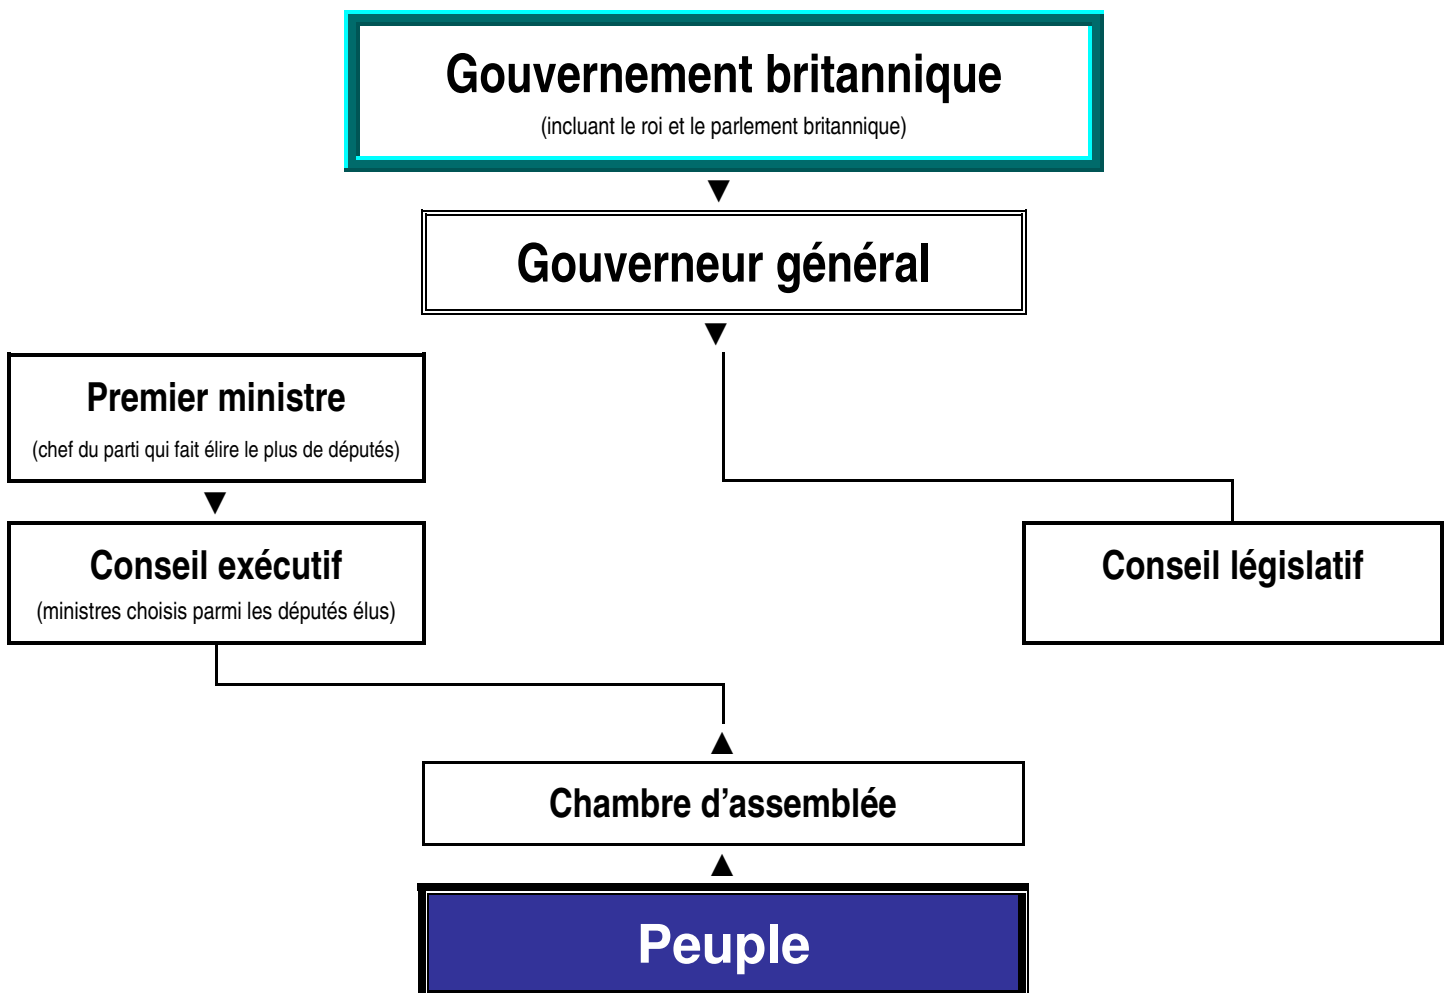 Gouvernement britannique
(incluant le roi et le parlement britannique)
Gouverneur général
Premier ministre
(chef du parti qui fait élire le plus de députés)
Conseil exécutif
(ministres choisis parmi les députés élus)
Conseil législatif
Chambre d'assemblée
Peuple